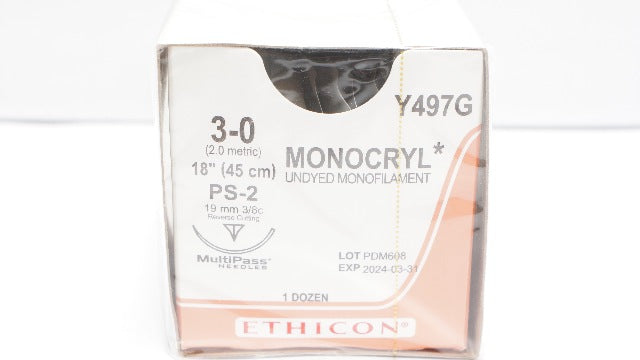 Y497G
3-0
(2.0 metric)
18" (45 cm)
PS-2
19 mm 3/8c
Reverse Cutting
MultiPass*
NEEDLES
MONOCRYL*
UNDYED MONOFILAMENT
LOT PDM608
EXP 2024-03-31
1 DOZEN
ETHICON®